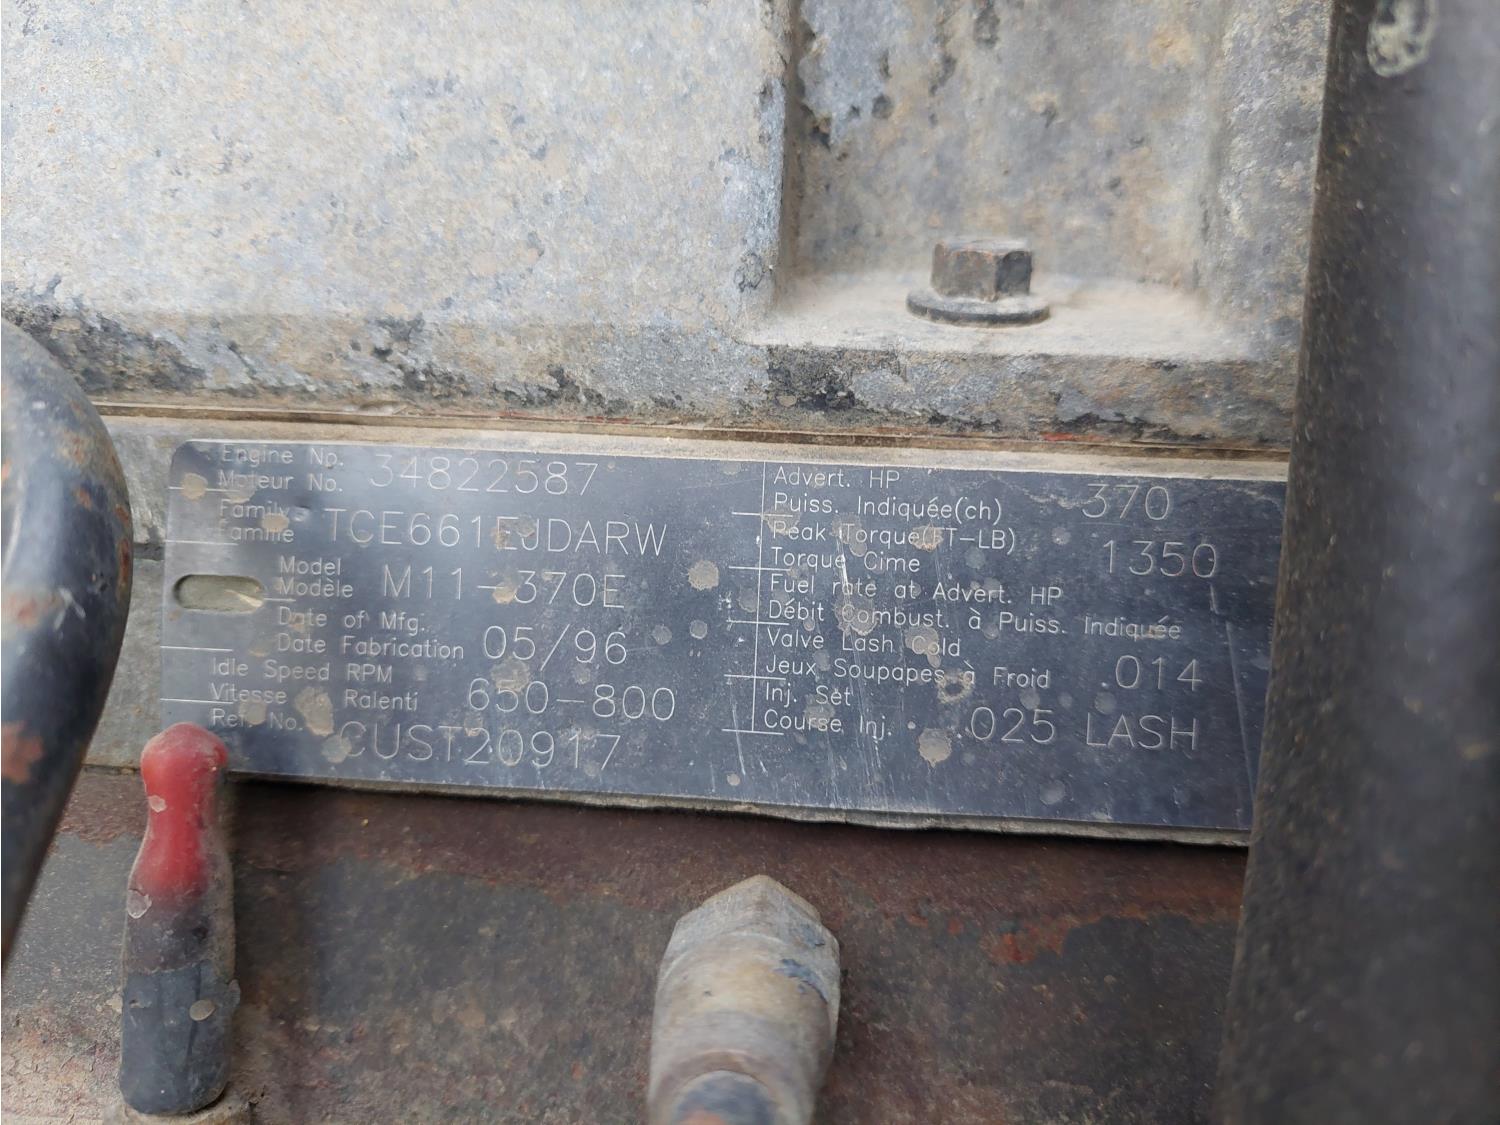 Engine No.
Moteur No. 34822587
Family
Famille TCE661EJDARW
Model
Modèle M11-370E
Date of Mfg.
Date Fabrication 05/96
Idle Speed RPM
Vitesse Ralenti 650-800
Ref. No. CUST20917
Advert. HP
Puiss. Indiquée(ch) 370
Peak Torque(FT-LB)
Torque Cime 1350
Fuel rate at Advert. HP
Débit Combust. à Puiss. Indiquée
Valve Lash Cold
Jeux Soupapes à Froid .014
Inj. Set
Course Inj. .025 LASH